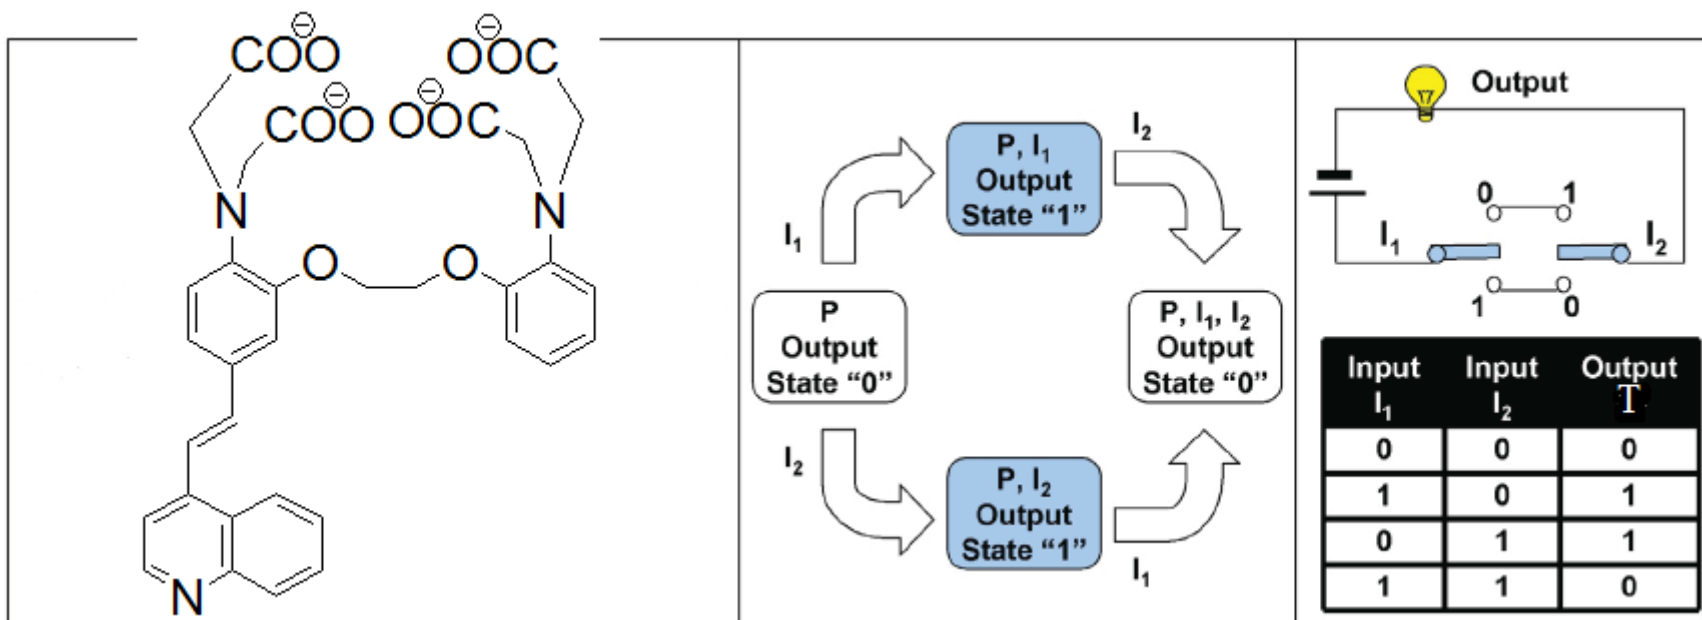 COO⊖ ⊖OOC
COO⊖ ⊖OOC
N N
O O
N
I₁
P, I₁
Output
State "1"
I₂
P
Output
State "0"
P, I₁, I₂
Output
State "0"
I₂
P, I₂
Output
State "1"
I₁
Output
0 1
I₁ I₂
1 0
Input I₁ Input I₂ Output T
0 0 0
1 0 1
0 1 1
1 1 0